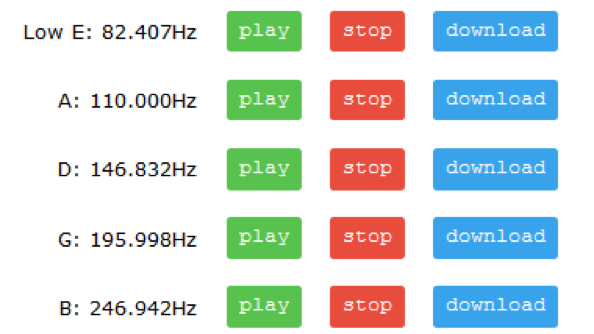 Low E: 82.407Hz play stop download
A: 110.000Hz play stop download
D: 146.832Hz play stop download
G: 195.998Hz play stop download
B: 246.942Hz play stop download